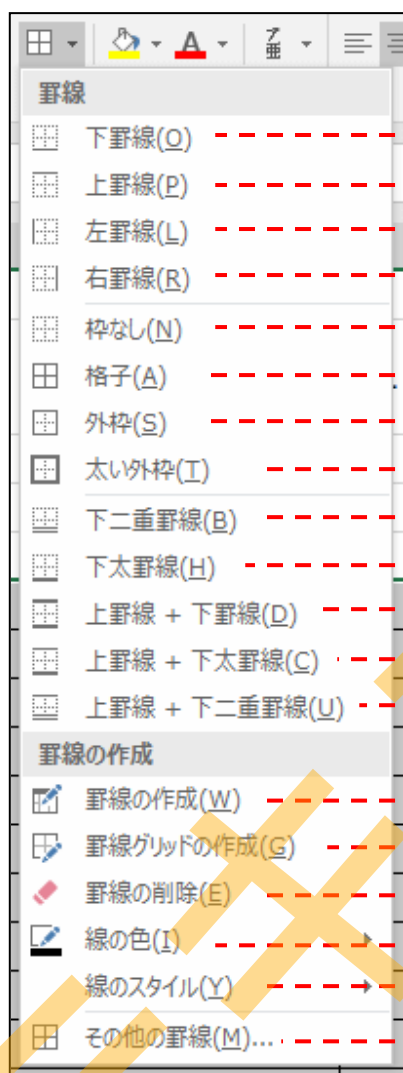 A
ア亜
罫線
下罫線(O)
上罫線(P)
左罫線(L)
右罫線(R)
枠なし(N)
格子(A)
外枠(S)
太い外枠(T)
下二重罫線(B)
下太罫線(H)
上罫線 + 下罫線(D)
上罫線 + 下太罫線(C)
上罫線 + 下二重罫線(U)
罫線の作成
罫線の作成(W)
罫線グリッドの作成(G)
罫線の削除(E)
線の色(I)
線のスタイル(Y)
その他の罫線(M)...